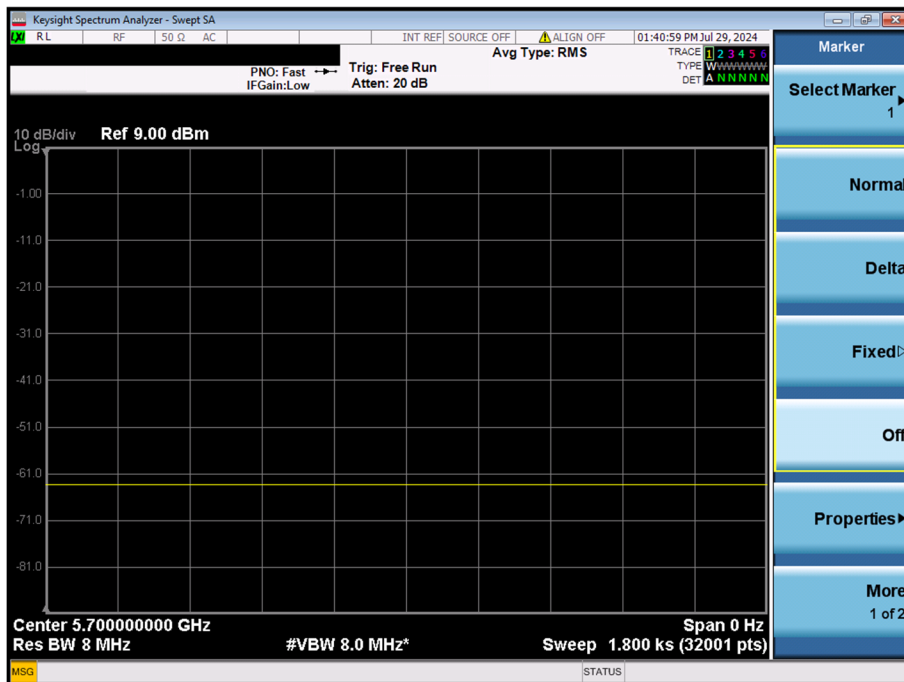 Keysight Spectrum Analyzer - Swept SA
LXI RL RF 50 Ω AC INT REF SOURCE OFF ALIGN OFF 01:40:59 PM Jul 29, 2024
Avg Type: RMS
TRACE 1 2 3 4 5 6
TYPE WWWWWW
DET A N N N N N
PNO: Fast
IFGain:Low
Trig: Free Run
Atten: 20 dB
10 dB/div
Log
Ref 9.00 dBm
-1.00
-11.0
-21.0
-31.0
-41.0
-51.0
-61.0
-71.0
-81.0
Center 5.700000000 GHz
Span 0 Hz
Res BW 8 MHz
#VBW 8.0 MHz*
Sweep 1.800 ks (32001 pts)
MSG
STATUS
Marker
Select Marker
1
Normal
Delta
Fixed
Off
Properties
More
1 of 2